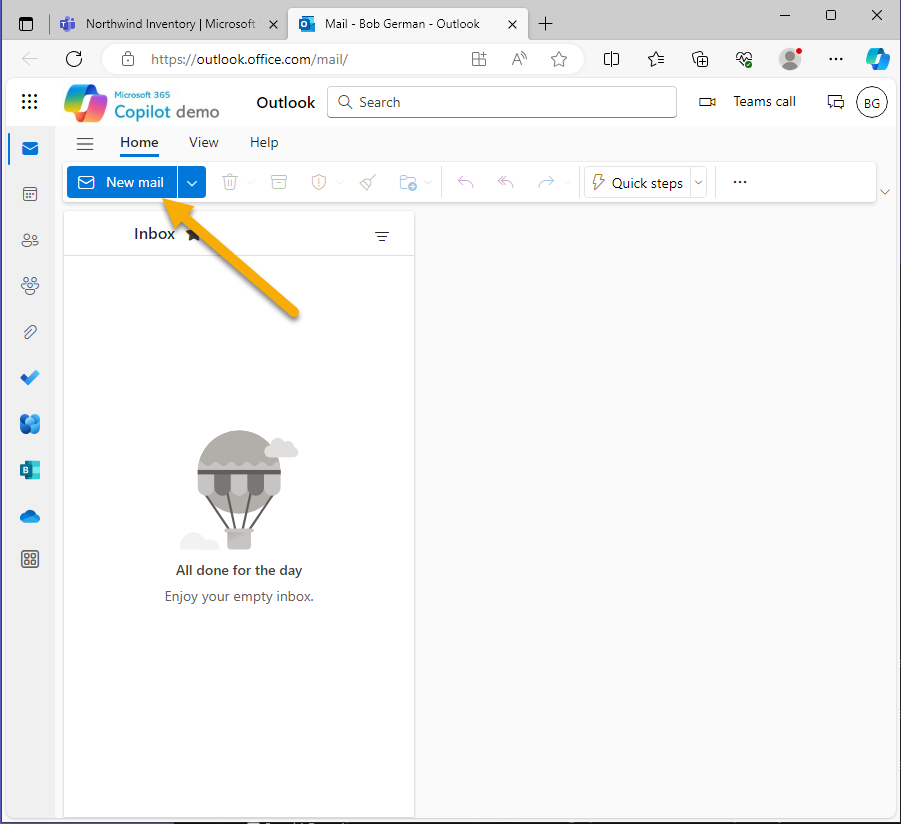 Northwind Inventory | Microsoft
Mail - Bob German - Outlook
https://outlook.office.com/mail/
Microsoft 365
Copilot demo
Outlook
Search
Teams call
BG
Home
View
Help
New mail
Quick steps
Inbox
B
All done for the day
Enjoy your empty inbox.